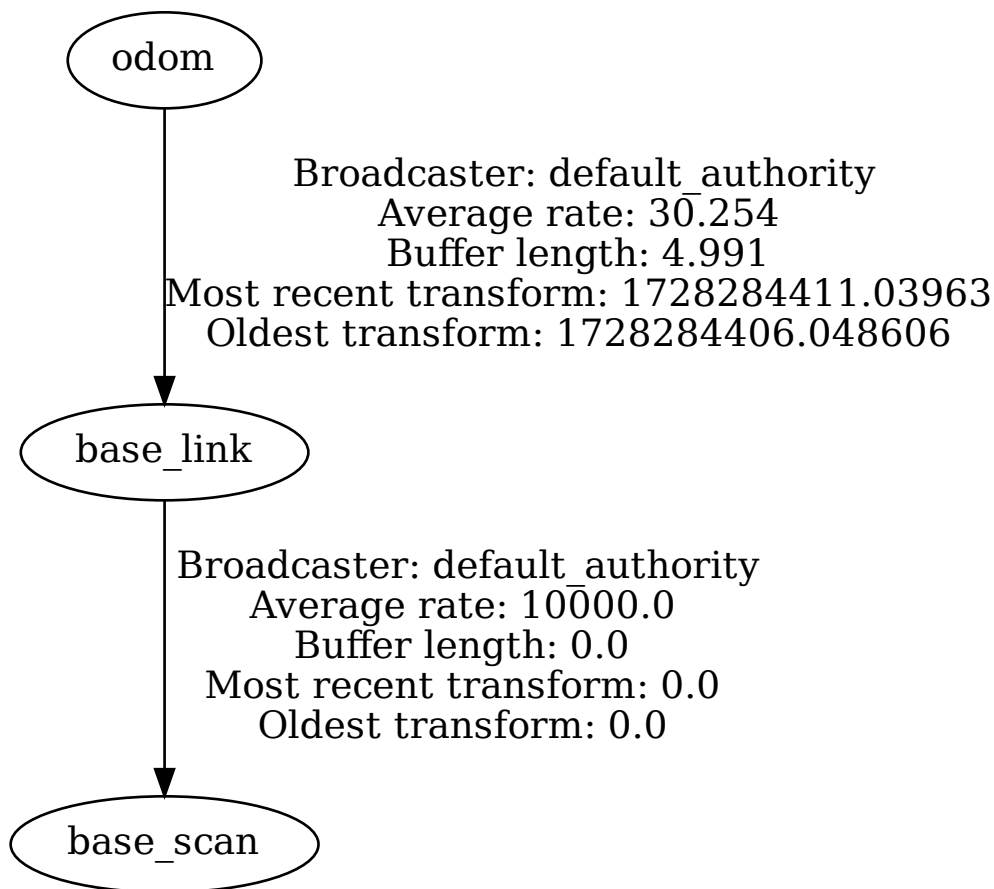 odom
Broadcaster: default_authority
Average rate: 30.254
Buffer length: 4.991
Most recent transform: 1728284411.03963
Oldest transform: 1728284406.048606
base_link
Broadcaster: default_authority
Average rate: 10000.0
Buffer length: 0.0
Most recent transform: 0.0
Oldest transform: 0.0
base_scan